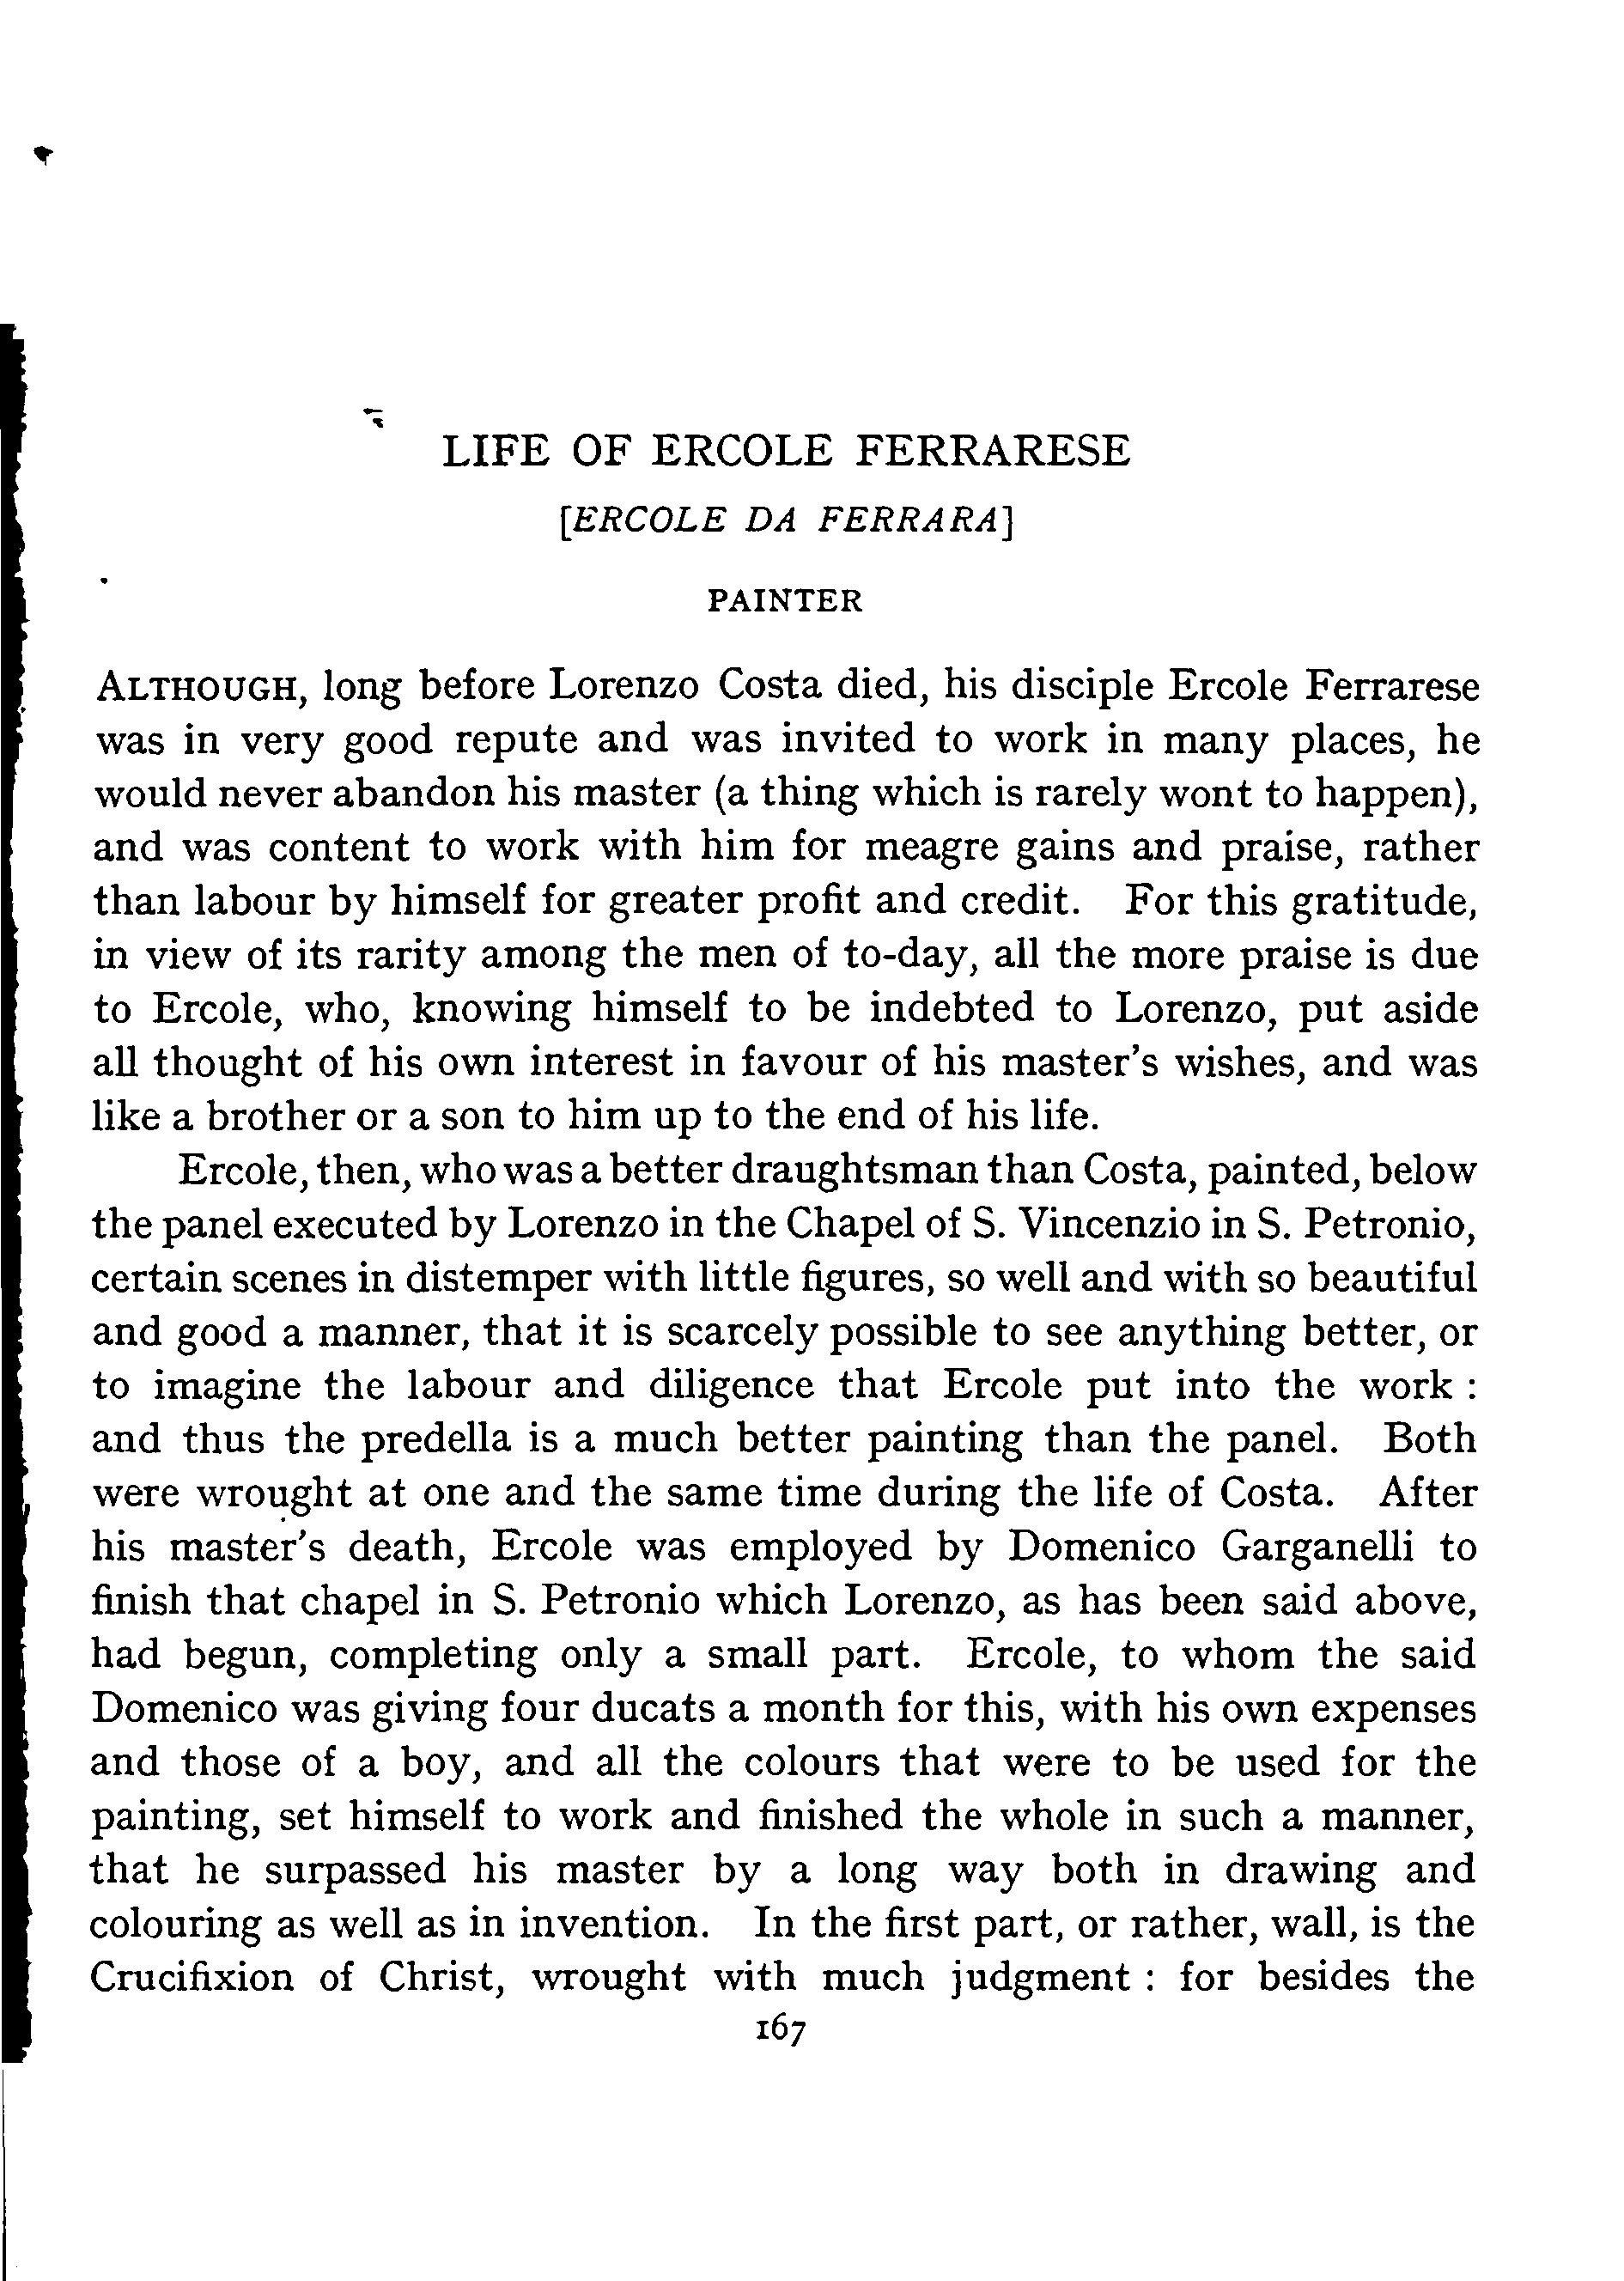 LIFE OF ERCOLE FERRARESE
[ERCOLE DA FERRARA]
PAINTER
ALTHOUGH, long before Lorenzo Costa died, his disciple Ercole Ferrarese
was in very good repute and was invited to work in many places, he
would never abandon his master (a thing which is rarely wont to happen),
and was content to work with him for meagre gains and praise, rather
than labour by himself for greater profit and credit. For this gratitude,
in view of its rarity among the men of to-day, all the more praise is due
to Ercole, who, knowing himself to be indebted to Lorenzo, put aside
all thought of his own interest in favour of his master's wishes, and was
like a brother or a son to him up to the end of his life.
Ercole, then, who was a better draughtsman than Costa, painted, below
the panel executed by Lorenzo in the Chapel of S. Vincenzio in S. Petronio,
certain scenes in distemper with little figures, so well and with so beautiful
and good a manner, that it is scarcely possible to see anything better, or
to imagine the labour and diligence that Ercole put into the work :
and thus the predella is a much better painting than the panel. Both
were wrought at one and the same time during the life of Costa. After
his master's death, Ercole was employed by Domenico Garganelli to
finish that chapel in S. Petronio which Lorenzo, as has been said above,
had begun, completing only a small part. Ercole, to whom the said
Domenico was giving four ducats a month for this, with his own expenses
and those of a boy, and all the colours that were to be used for the
painting, set himself to work and finished the whole in such a manner,
that he surpassed his master by a long way both in drawing and
colouring as well as in invention. In the first part, or rather, wall, is the
Crucifixion of Christ, wrought with much judgment : for besides the
167